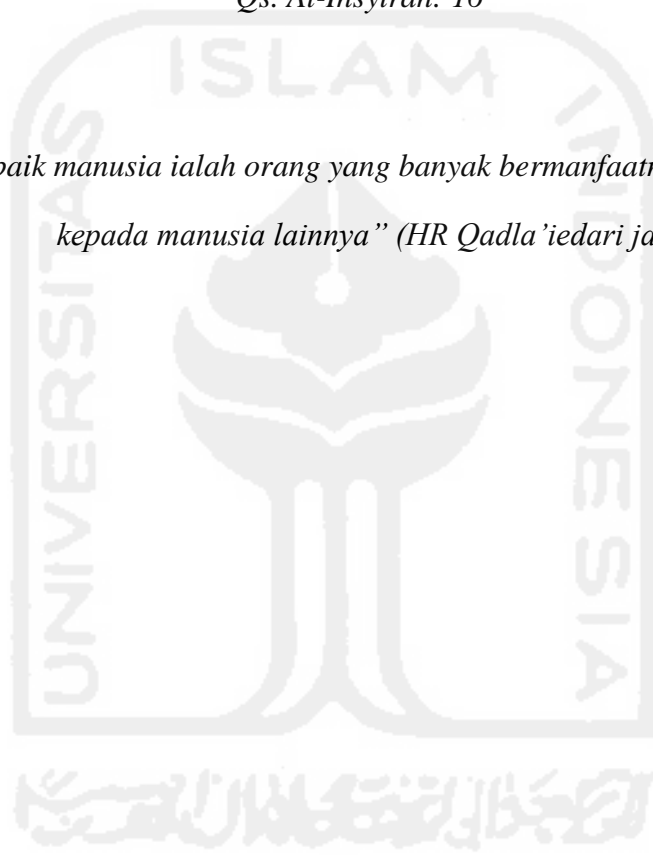 Qs. Al-Insyirah: 16
baik manusia ialah orang yang banyak bermanfaatn
kepada manusia lainnya” (HR Qadla’iedari ja
ISLAM
UNIVERSITAS
INDONESIA